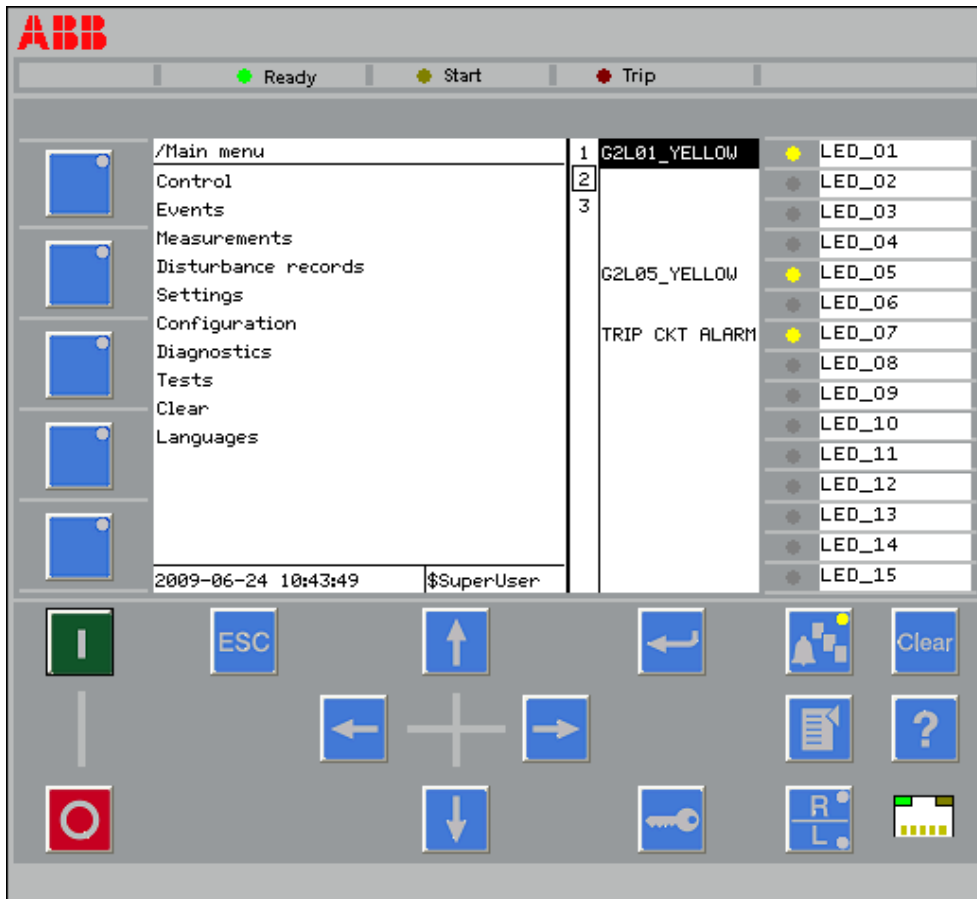 ABB
Ready
Start
Trip
/Main menu
Control
Events
Measurements
Disturbance records
Settings
Configuration
Diagnostics
Tests
Clear
Languages
2009-06-24 10:43:49
$SuperUser
1
2
3
G2L01_YELLOW
G2L05_YELLOW
TRIP CKT ALARM
LED_01
LED_02
LED_03
LED_04
LED_05
LED_06
LED_07
LED_08
LED_09
LED_10
LED_11
LED_12
LED_13
LED_14
LED_15
I
ESC
Clear
?
O
R
L